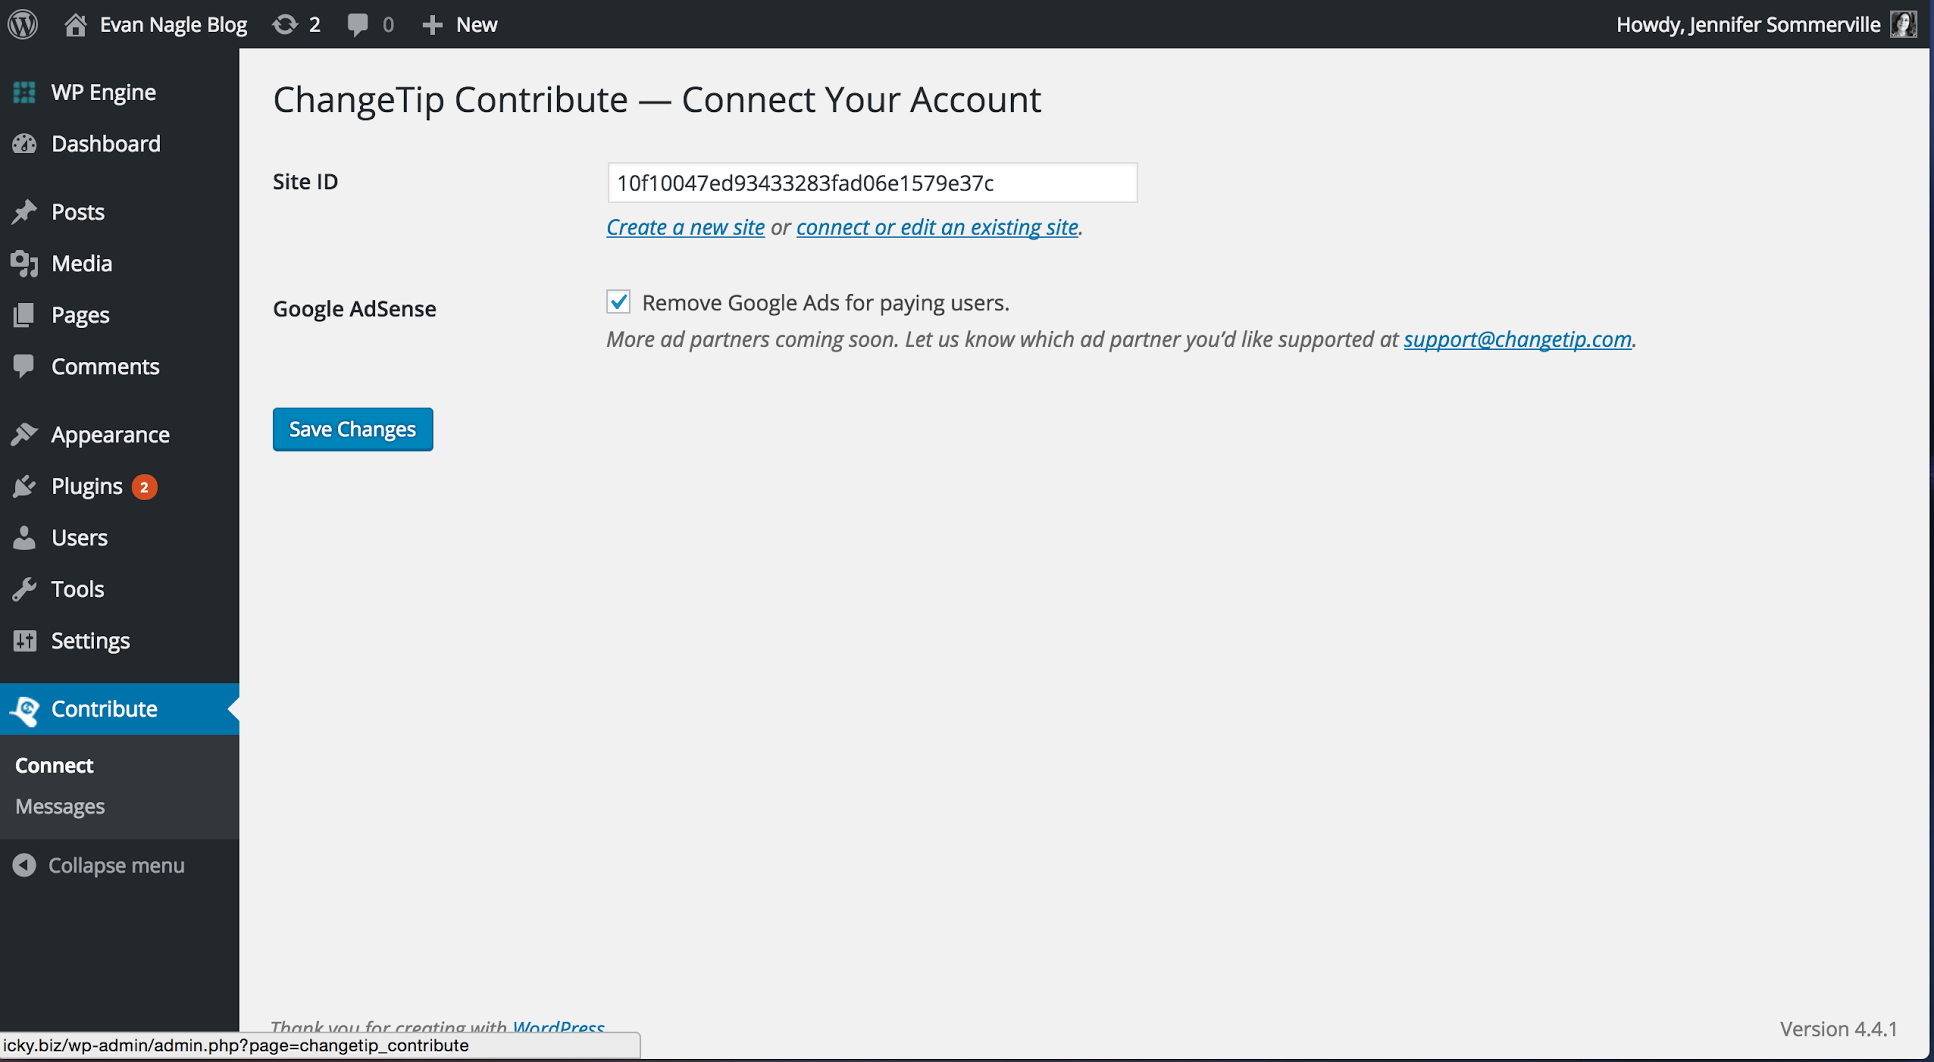 Evan Nagle Blog 2 0 New Howdy, Jennifer Sommerville
WP Engine
Dashboard
Posts
Media
Pages
Comments
Appearance
Plugins 2
Users
Tools
Settings
Contribute
Connect
Messages
Collapse menu
ChangeTip Contribute — Connect Your Account
Site ID
10f10047ed93433283fad06e1579e37c
Create a new site or connect or edit an existing site.
Google AdSense
Remove Google Ads for paying users.
More ad partners coming soon. Let us know which ad partner you’d like supported at support@changetip.com.
Save Changes
Thank you for creating with WordPress
Version 4.4.1
icky.biz/wp-admin/admin.php?page=changetip_contribute